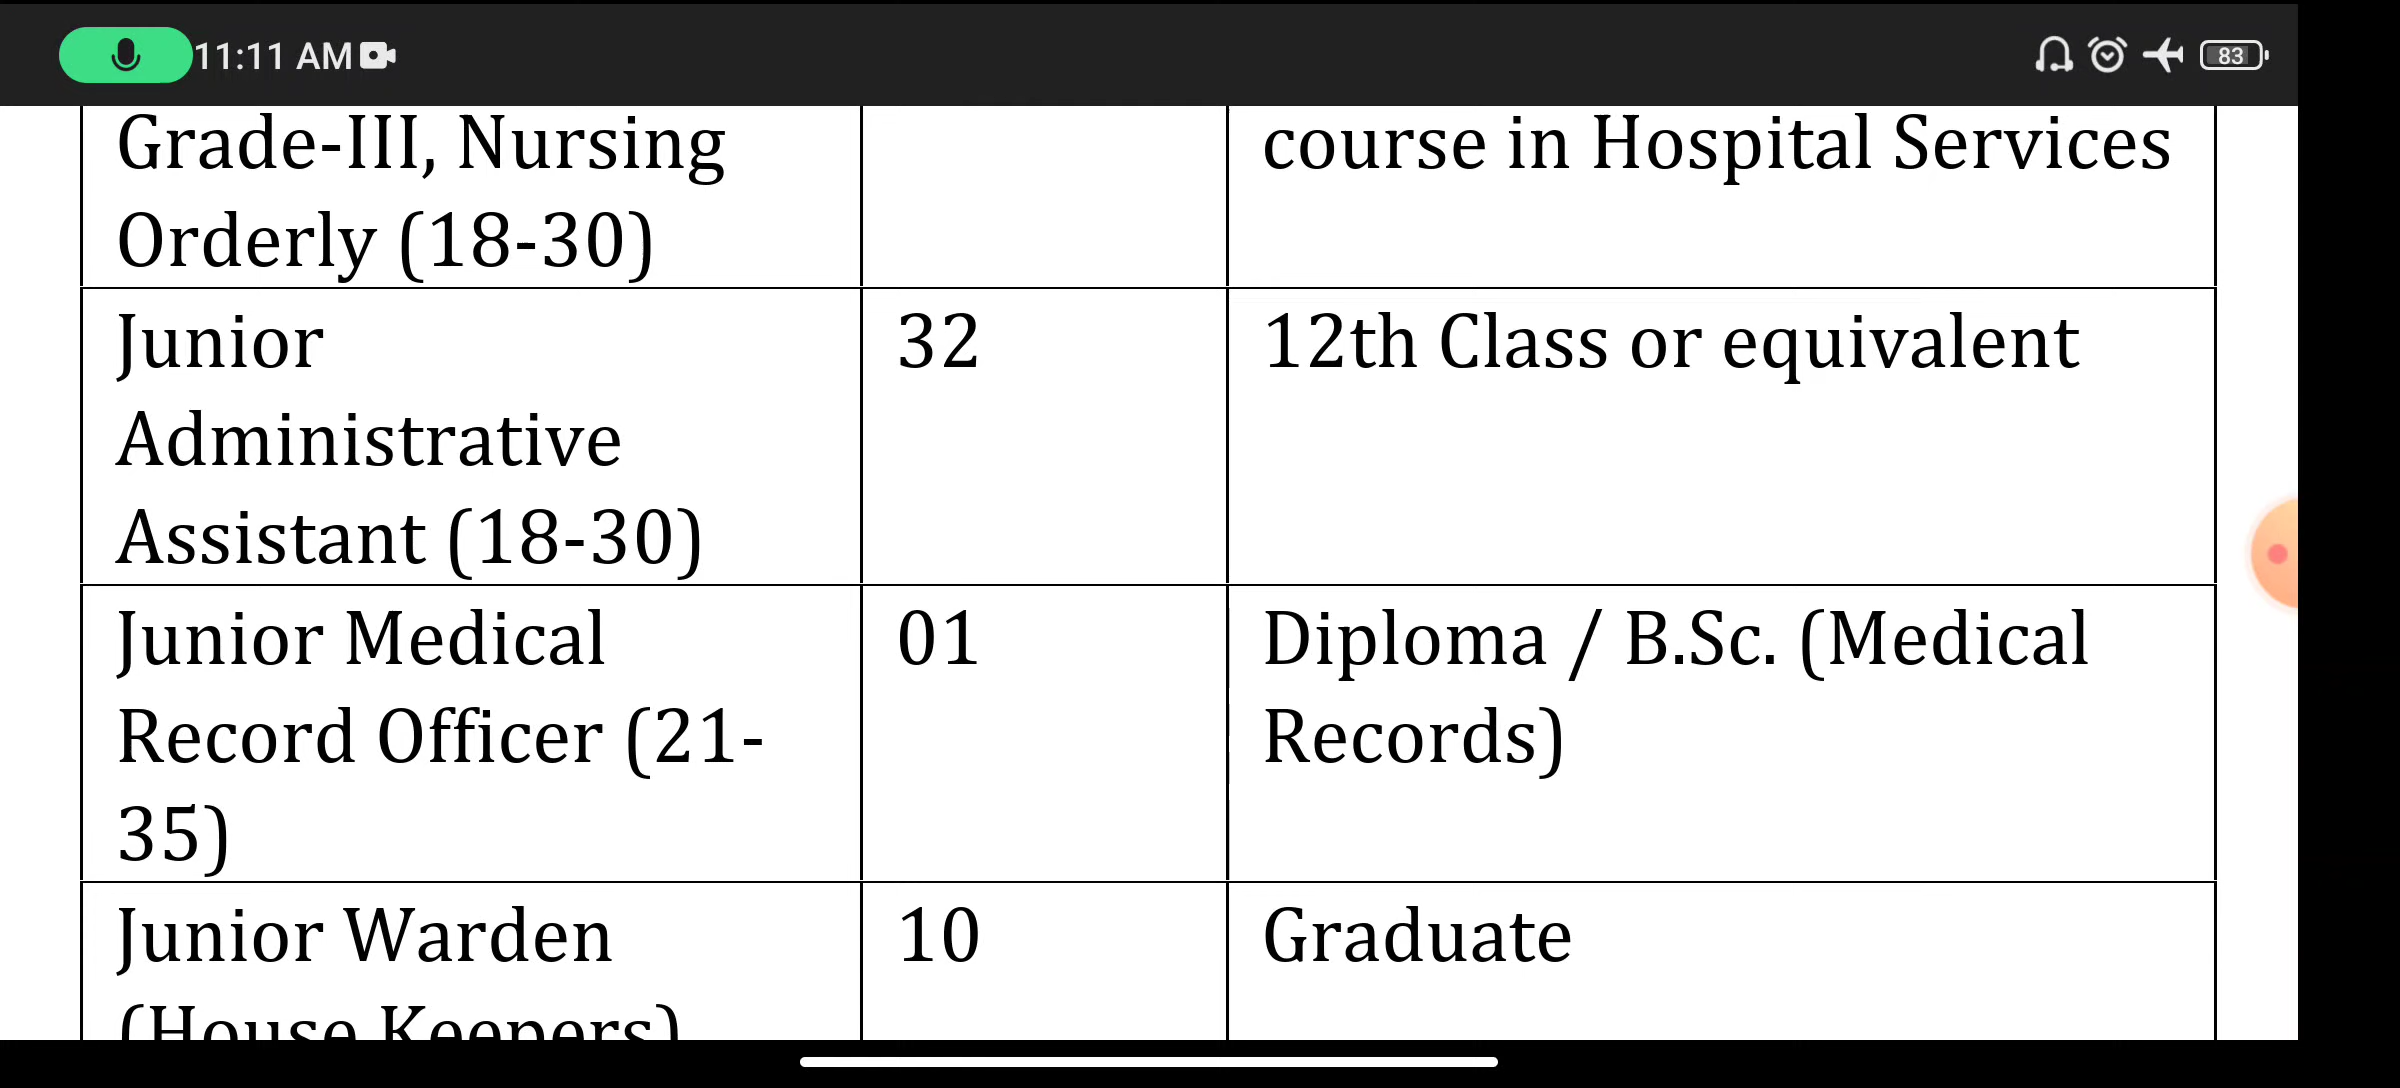 11:11 AM
83
Grade-III, Nursing
Orderly (18-30)
course in Hospital Services
Junior
Administrative
Assistant (18-30)
32
12th Class or equivalent
Junior Medical
Record Officer (21-
35)
01
Diploma / B.Sc. (Medical
Records)
Junior Warden
(House Keepers)
10
Graduate